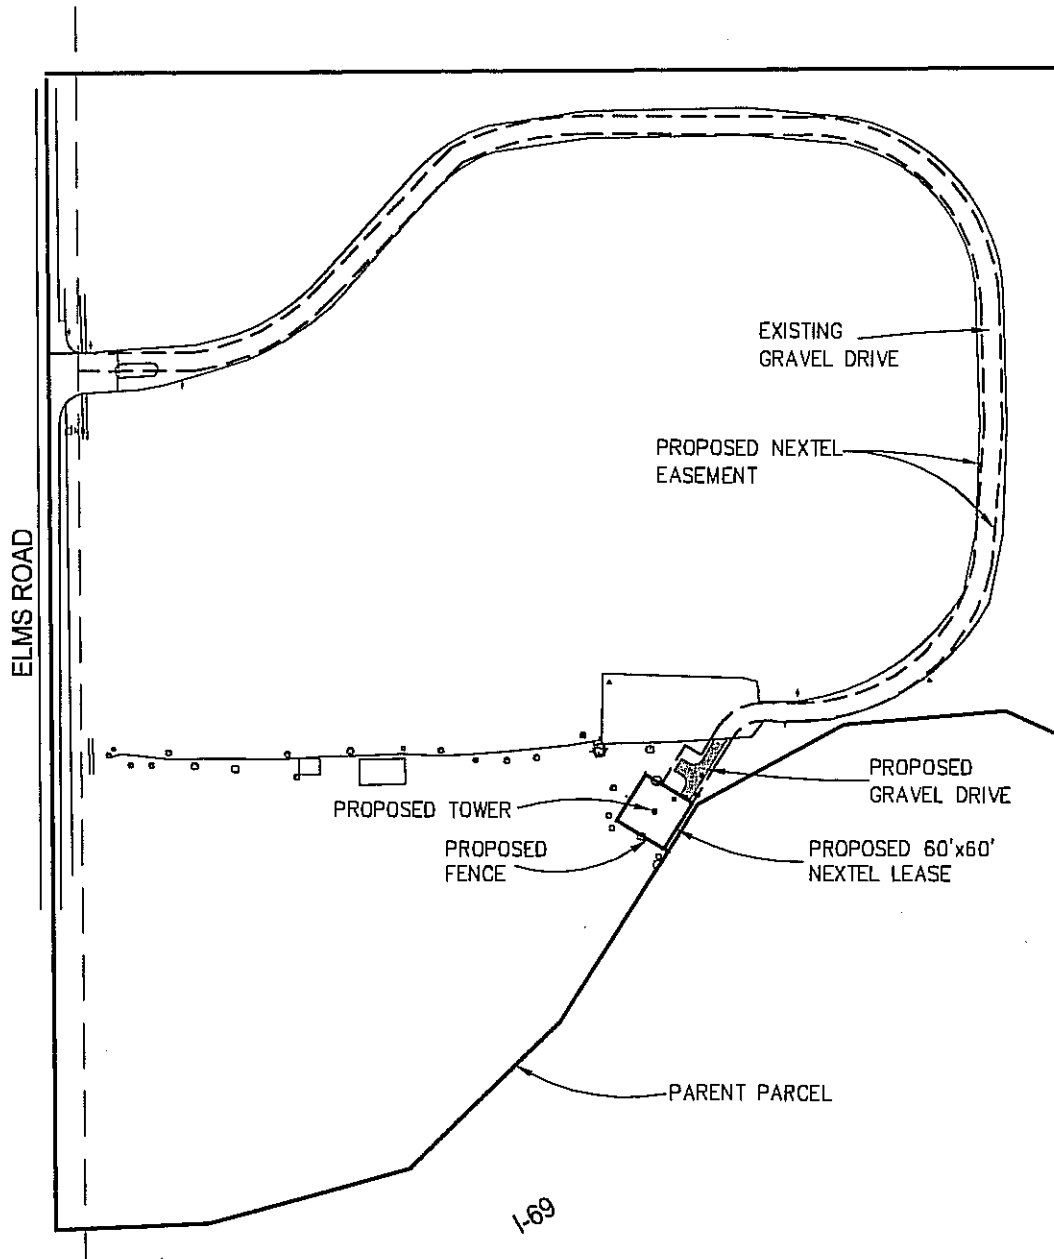 EXISTING
GRAVEL DRIVE
PROPOSED NEXTEL
EASEMENT
ELMS ROAD
PROPOSED
GRAVEL DRIVE
PROPOSED TOWER
PROPOSED
FENCE
PROPOSED 60'x60'
NEXTEL LEASE
PARENT PARCEL
I-69